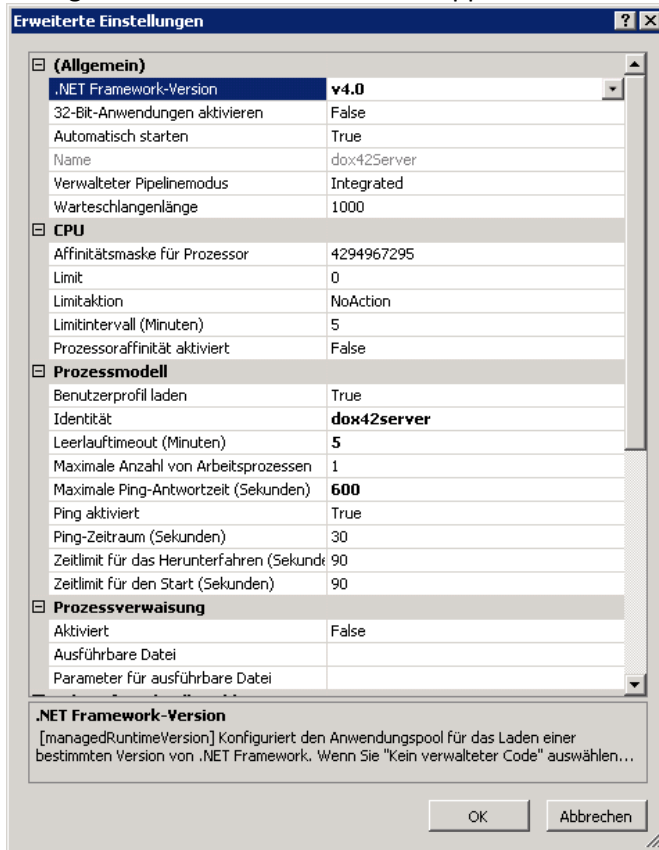 Erweiterte Einstellungen
(Allgemein)
.NET Framework-Version v4.0
32-Bit-Anwendungen aktivieren False
Automatisch starten True
Name dox42Server
Verwalteter Pipelinemodus Integrated
Warteschlangenlänge 1000
CPU
Affinitätsmaske für Prozessor 4294967295
Limit 0
Limitaktion NoAction
Limitintervall (Minuten) 5
Prozessoraffinität aktiviert False
Prozessmodell
Benutzerprofil laden True
Identität dox42server
Leerlauftimeout (Minuten) 5
Maximale Anzahl von Arbeitsprozessen 1
Maximale Ping-Antwortzeit (Sekunden) 600
Ping aktiviert True
Ping-Zeitraum (Sekunden) 30
Zeitlimit für das Herunterfahren (Sekunde 90
Zeitlimit für den Start (Sekunden) 90
Prozessverwaisung
Aktiviert False
Ausführbare Datei
Parameter für ausführbare Datei
.NET Framework-Version
[managedRuntimeVersion] Konfiguriert den Anwendungspool für das Laden einer
bestimmten Version von .NET Framework. Wenn Sie "Kein verwalteter Code" auswählen...
OK Abbrechen